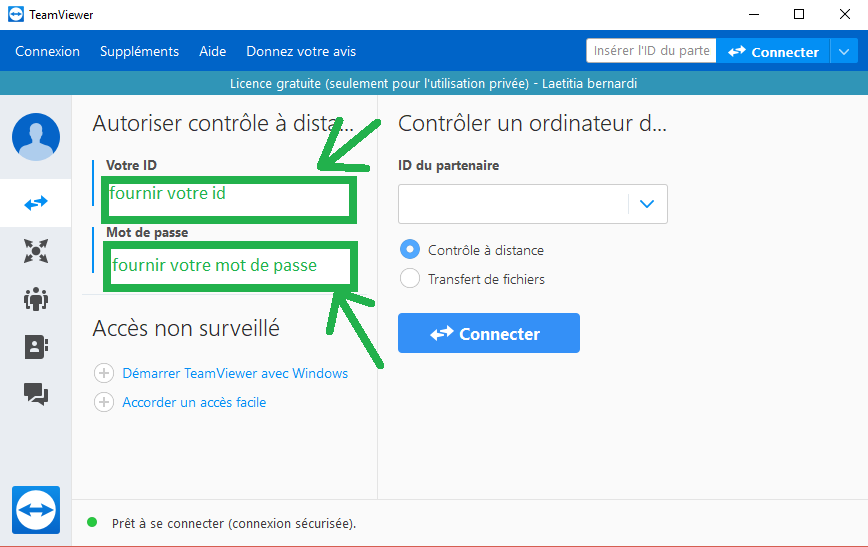 TeamViewer
Connexion Suppléments Aide Donnez votre avis Insérer l'ID du parte Connecter
Licence gratuite (seulement pour l'utilisation privée) - Laetitia bernardi
Autoriser contrôle à dista...
Votre ID
fournir votre id
Mot de passe
fournir votre mot de passe
Accès non surveillé
Démarrer TeamViewer avec Windows
Accorder un accès facile
Contrôler un ordinateur d...
ID du partenaire
Contrôle à distance
Transfert de fichiers
Connecter
Prêt à se connecter (connexion sécurisée).